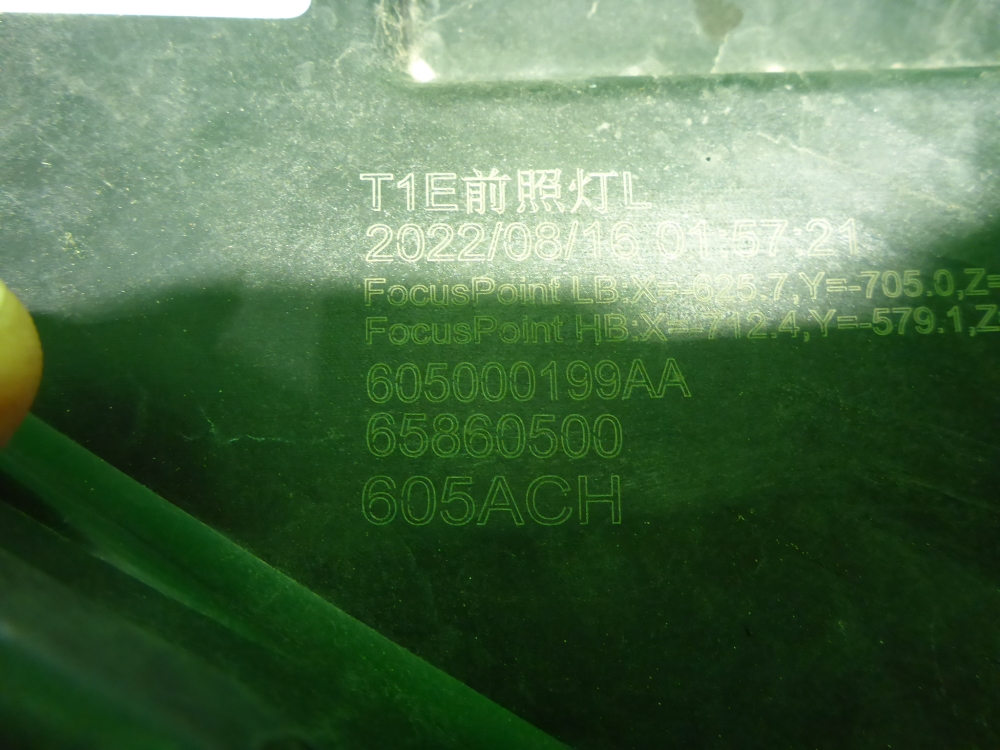 T1E前照灯L
2022/08/16 01:57:21
FocusPoint LB:X=-625.7,Y=-705.0,Z=
FocusPoint HB:X=-712.4,Y=-579.1,Z
605000199AA
65860500
605ACH